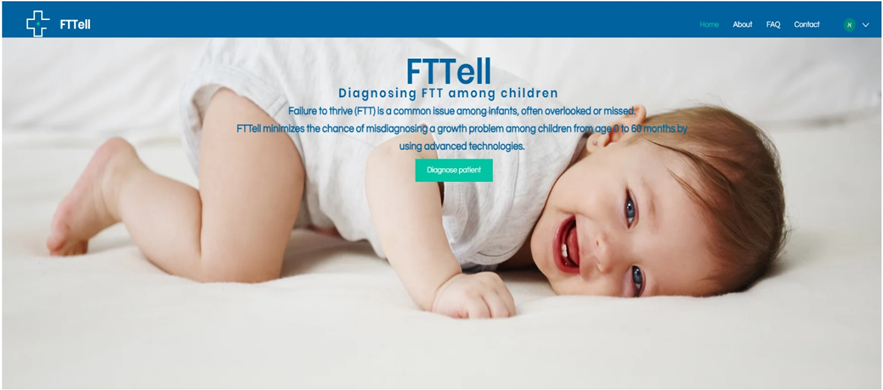 FTTell
Home About FAQ Contact
FTTell
Diagnosing FTT among children
Failure to thrive (FTT) is a common issue among infants, often overlooked or missed.
FTTell minimizes the chance of misdiagnosing a growth problem among children from age 0 to 60 months by
using advanced technologies.
Diagnose patient